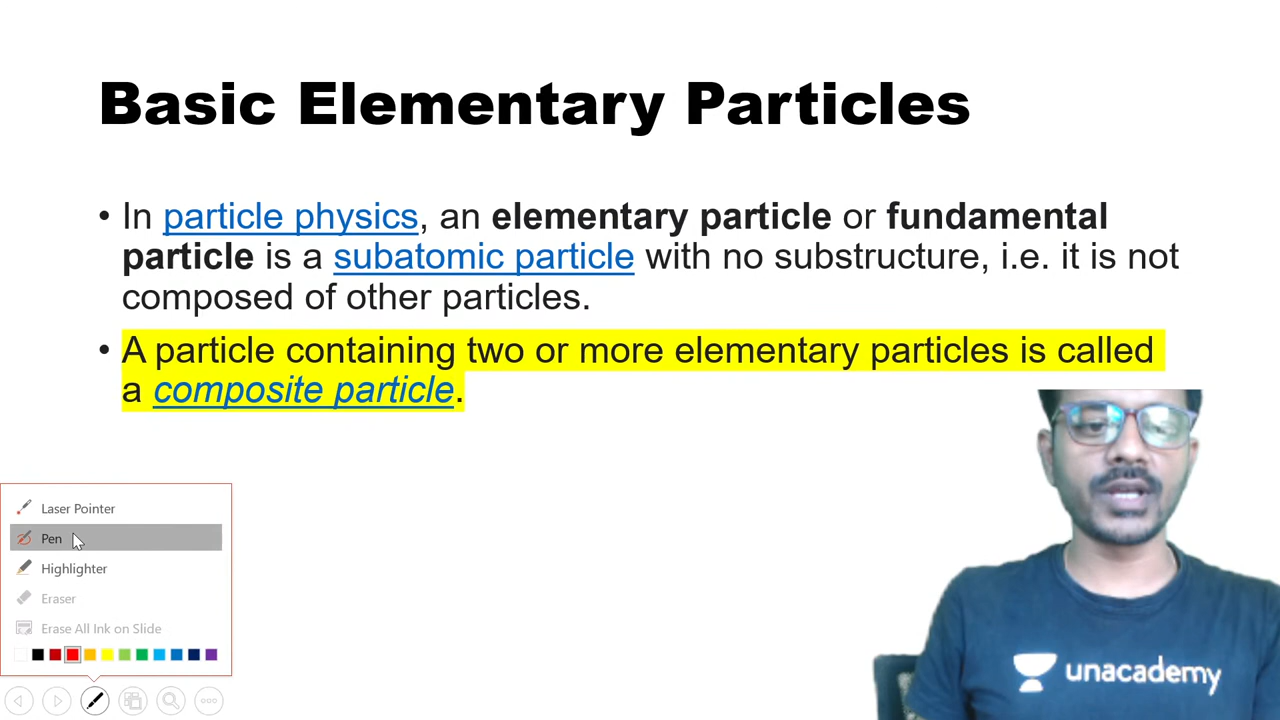 Basic Elementary Particles
• In particle physics, an elementary particle or fundamental
particle is a subatomic particle with no substructure, i.e. it is not
composed of other particles.
• A particle containing two or more elementary particles is called
a composite particle.
Laser Pointer
Pen
Highlighter
Eraser
Erase All Ink on Slide
unacademy